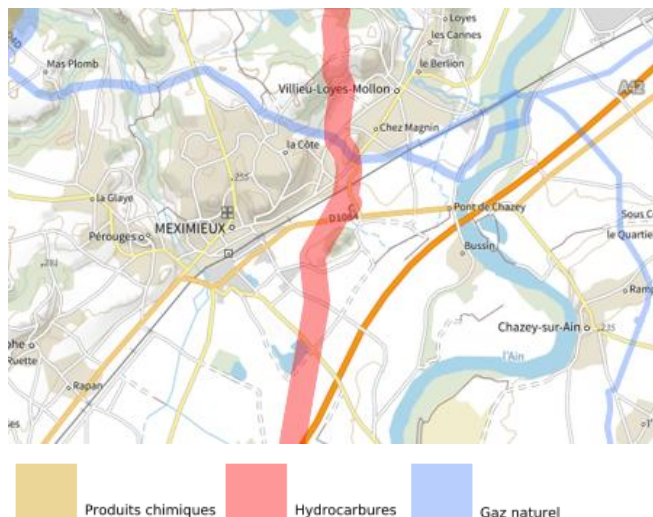 Loyes
les Cannes
Mas Plomb
le Berlion
Villieu-Loyes-Mollon
A42
Chez Magnin
la Côte
255
la Glaye
D1084
Pont de Chazey
MEXIMIEUX
Pérouges
Bussin
le Quartie
281
Chazey-sur-Ain
235
l'Ain
Ruette
Rapan
Produits chimiques
Hydrocarbures
Gaz naturel